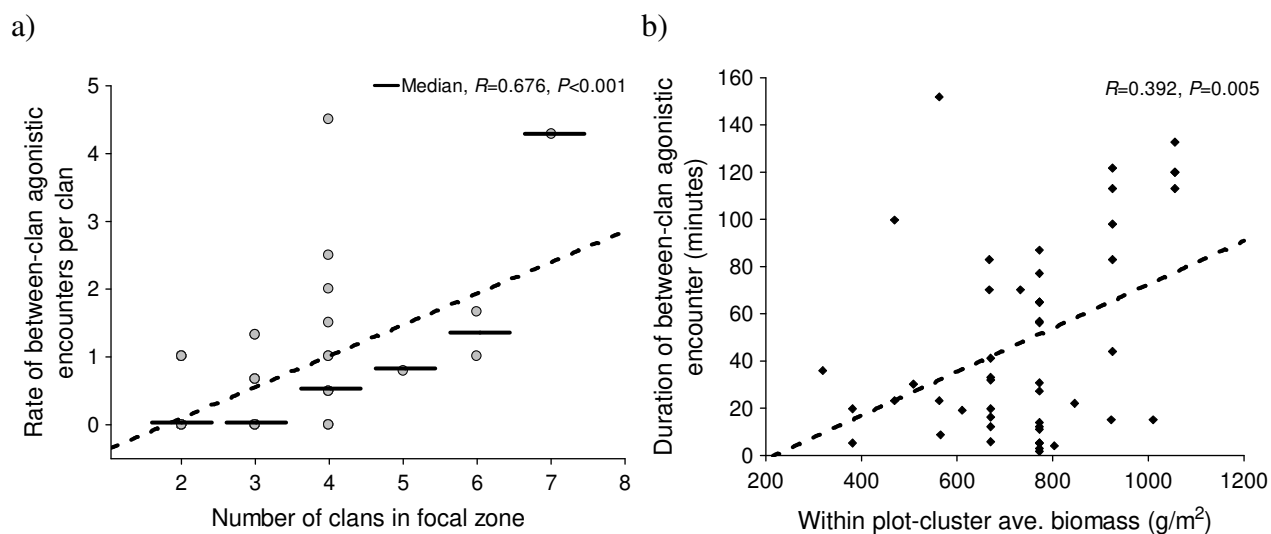 a)
Median, R=0.676, P<0.001
Rate of between-clan agonistic
encounters per clan
5
4
3
2
1
0
2 3 4 5 6 7 8
Number of clans in focal zone
b)
R=0.392, P=0.005
Duration of between-clan agonistic
encounter (minutes)
160
140
120
100
80
60
40
20
0
200 400 600 800 1000 1200
Within plot-cluster ave. biomass (g/m²)